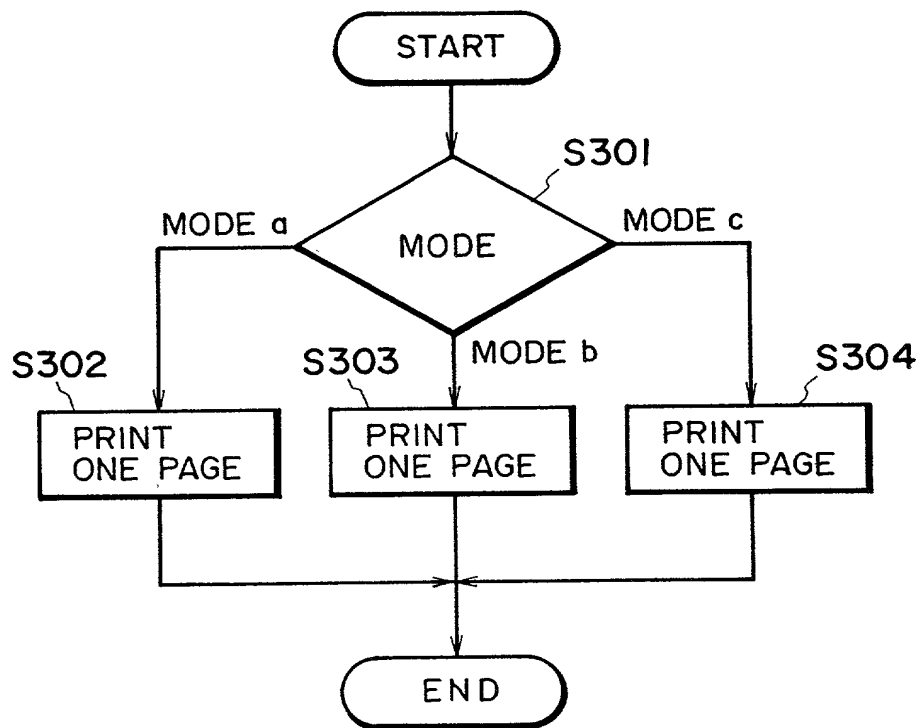 START
S301
MODE a
MODE
MODE c
MODE b
S302
S303
S304
PRINT
ONE PAGE
PRINT
ONE PAGE
PRINT
ONE PAGE
END